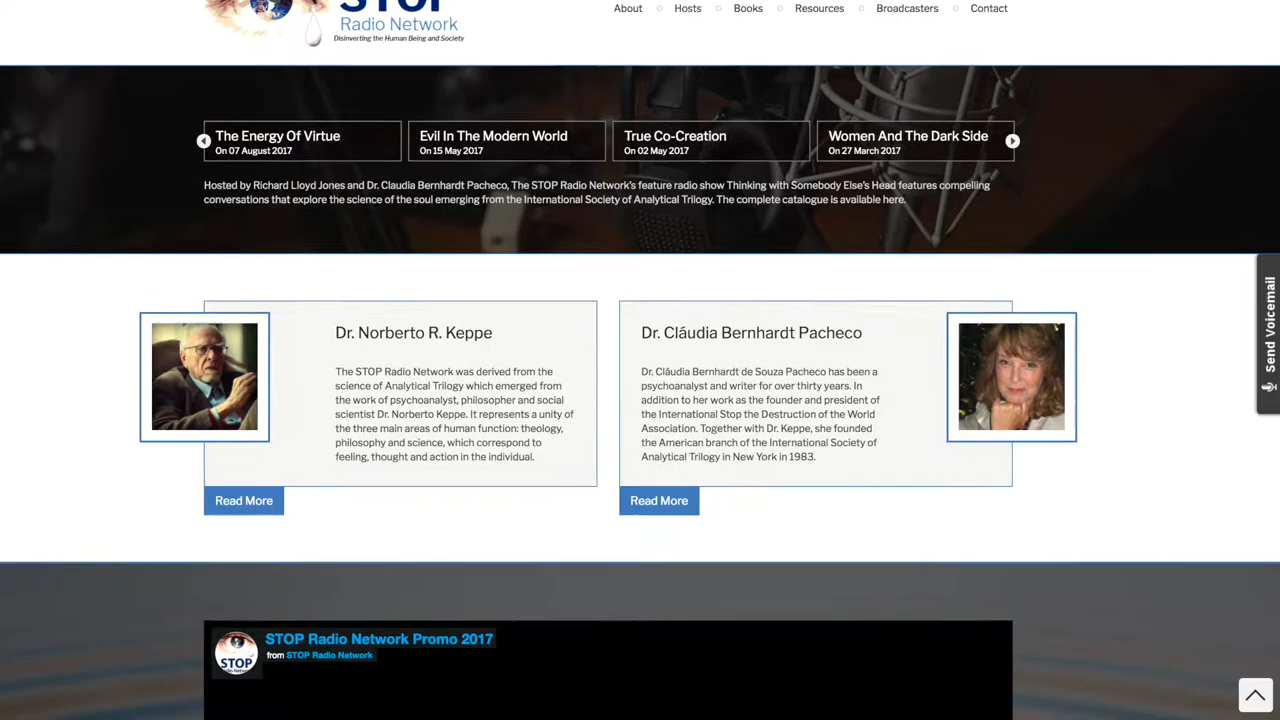 STOP
Radio Network
Disinverting the Human Being and Society
About Hosts Books Resources Broadcasters Contact
The Energy Of Virtue
On 07 August 2017
Evil In The Modern World
On 15 May 2017
True Co-Creation
On 02 May 2017
Women And The Dark Side
On 27 March 2017
Hosted by Richard Lloyd Jones and Dr. Claudia Bernhardt Pacheco, The STOP Radio Network's feature radio show Thinking with Somebody Else's Head features compelling
conversations that explore the science of the soul emerging from the International Society of Analytical Trilogy. The complete catalogue is available here.
Send Voicemail
Dr. Norberto R. Keppe
The STOP Radio Network was derived from the
science of Analytical Trilogy which emerged from
the work of psychoanalyst, philosopher and social
scientist Dr. Norberto Keppe. It represents a unity of
the three main areas of human function: theology,
philosophy and science, which correspond to
feeling, thought and action in the individual.
Read More
Dr. Cláudia Bernhardt Pacheco
Dr. Cláudia Bernhardt de Souza Pacheco has been a
psychoanalyst and writer for over thirty years. In
addition to her work as the founder and president of
the International Stop the Destruction of the World
Association. Together with Dr. Keppe, she founded
the American branch of the International Society of
Analytical Trilogy in New York in 1983.
Read More
STOP
Radio Network
STOP Radio Network Promo 2017
from STOP Radio Network